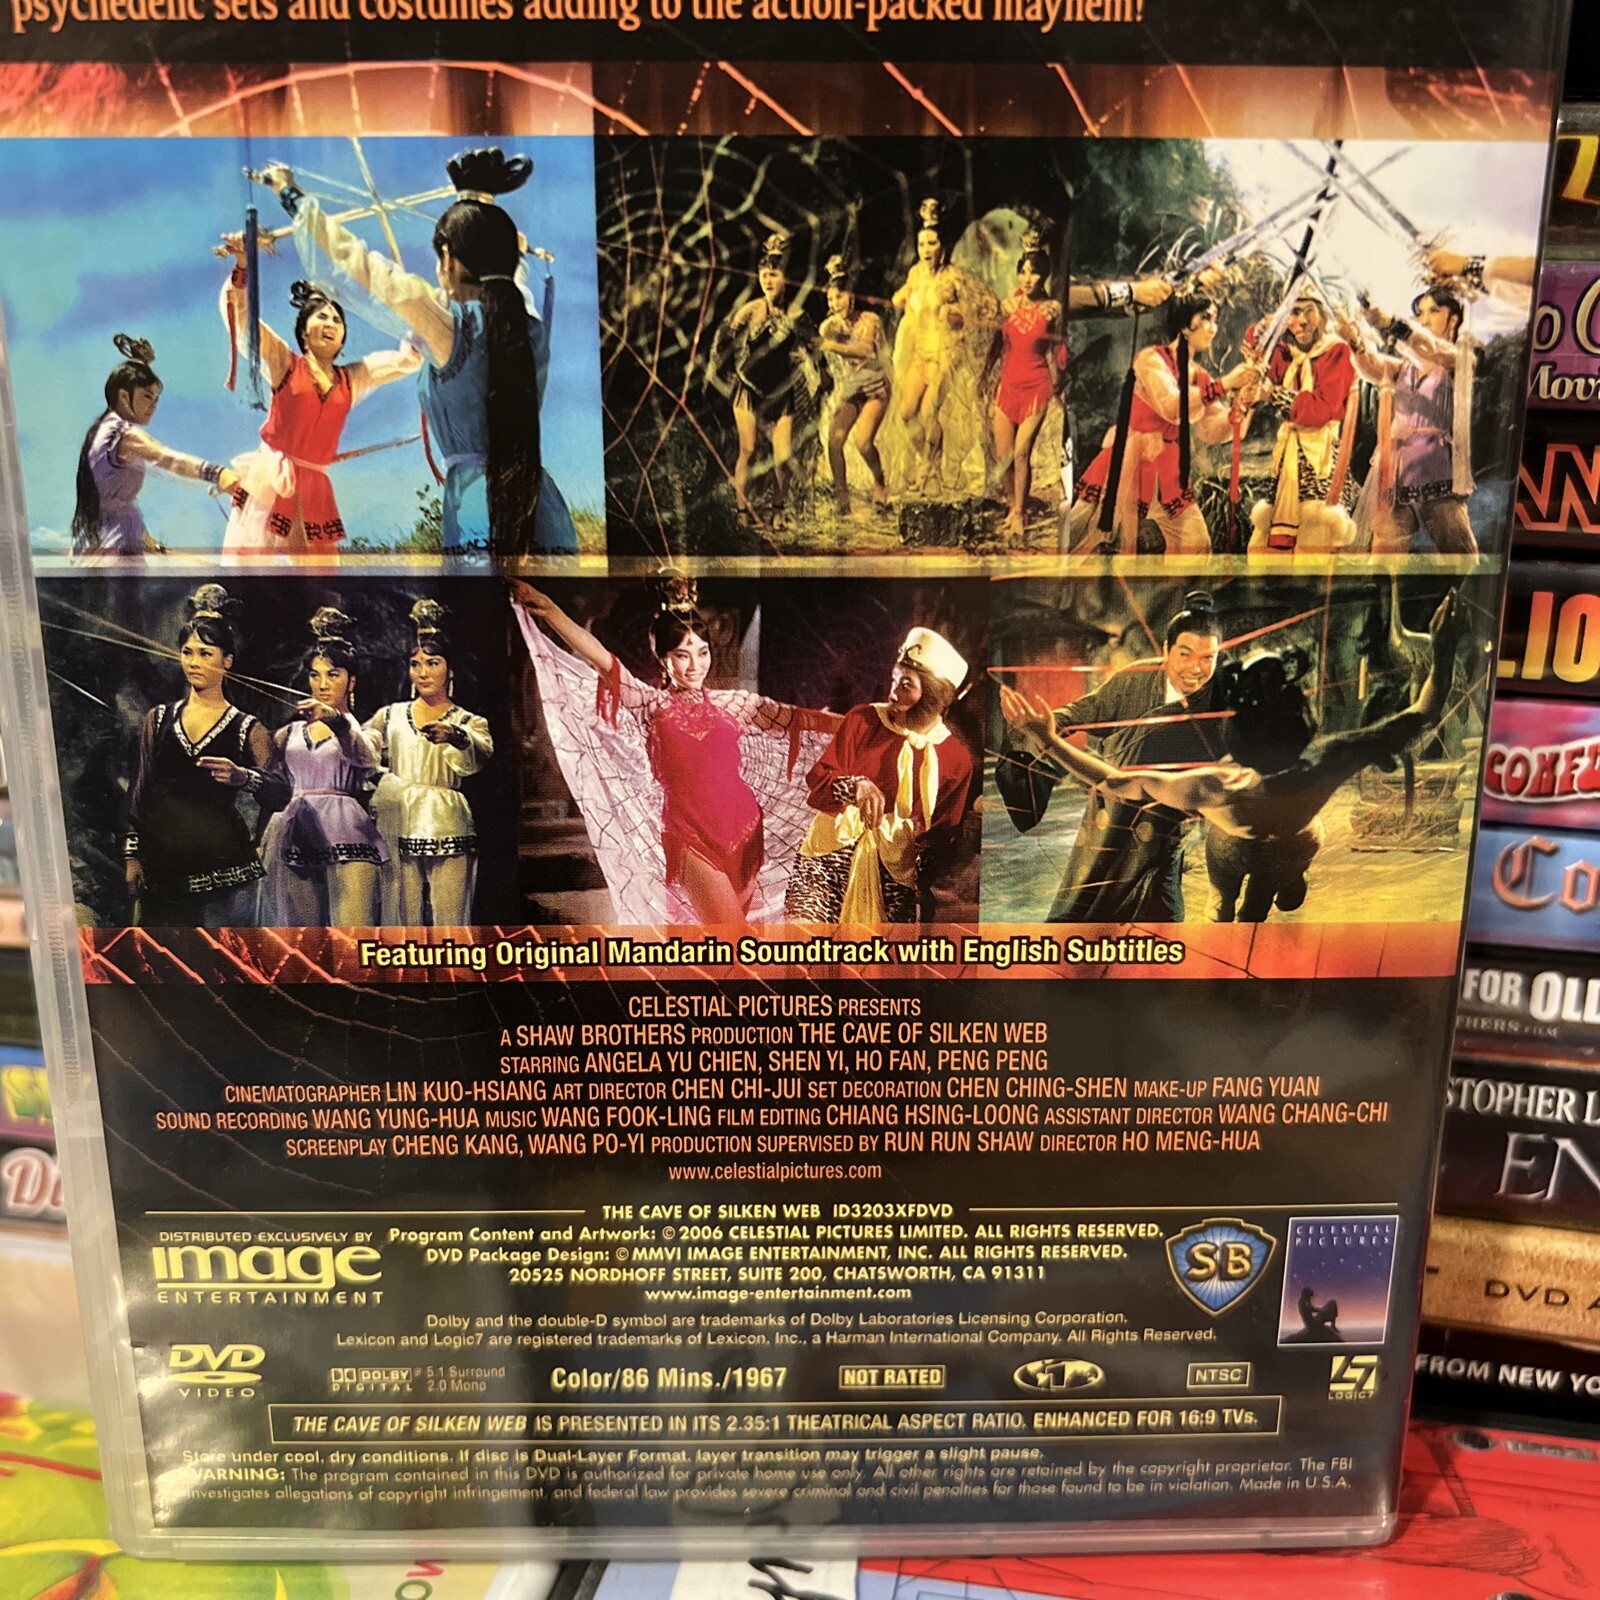 psychedelic sets and costumes adding to the action-packed mayhem!
Featuring Original Mandarin Soundtrack with English Subtitles
CELESTIAL PICTURES PRESENTS
A SHAW BROTHERS PRODUCTION THE CAVE OF SILKEN WEB
STARRING ANGELA YU CHIEN, SHEN YI, HO FAN, PENG PENG
CINEMATOGRAPHER LIN KUO-HSIANG ART DIRECTOR CHEN CHI-JUI SET DECORATION CHEN CHING-SHEN MAKE-UP FANG YUAN
SOUND RECORDING WANG YUNG-HUA MUSIC WANG FOOK-LING FILM EDITING CHIANG HSING-LOONG ASSISTANT DIRECTOR WANG CHANG-CHI
SCREENPLAY CHENG KANG, WANG PO-YI PRODUCTION SUPERVISED BY RUN RUN SHAW DIRECTOR HO MENG-HUA
www.celestialpictures.com
THE CAVE OF SILKEN WEB ID3203XFDVD
DISTRIBUTED EXCLUSIVELY BY
image
ENTERTAINMENT
Program Content and Artwork: © 2006 CELESTIAL PICTURES LIMITED. ALL RIGHTS RESERVED.
DVD Package Design: © MMVI IMAGE ENTERTAINMENT, INC. ALL RIGHTS RESERVED.
20525 NORDHOFF STREET, SUITE 200, CHATSWORTH, CA 91311
www.image-entertainment.com
SB
CELESTIAL
PICTURES
Dolby and the double-D symbol are trademarks of Dolby Laboratories Licensing Corporation.
Lexicon and Logic7 are registered trademarks of Lexicon, Inc., a Harman International Company. All Rights Reserved.
DVD
VIDEO
DOLBY
DIGITAL
5.1 Surround
2.0 Mono
Color/86 Mins./1967
NOT RATED
1
NTSC
L7
LOGIC7
THE CAVE OF SILKEN WEB IS PRESENTED IN ITS 2.35:1 THEATRICAL ASPECT RATIO. ENHANCED FOR 16:9 TVs.
Store under cool, dry conditions. If disc is Dual-Layer Format, layer transition may trigger a slight pause.
WARNING: The program contained in this DVD is authorized for private home use only. All other rights are retained by the copyright proprietor. The FBI
investigates allegations of copyright infringement, and federal law provides severe criminal and civil penalties for those found to be in violation. Made in U.S.A.
Movi
LIO
CONFU
Co
FOR OLD
HERS FILM
STOPHER L
EN
DVD A
FROM NEW YO